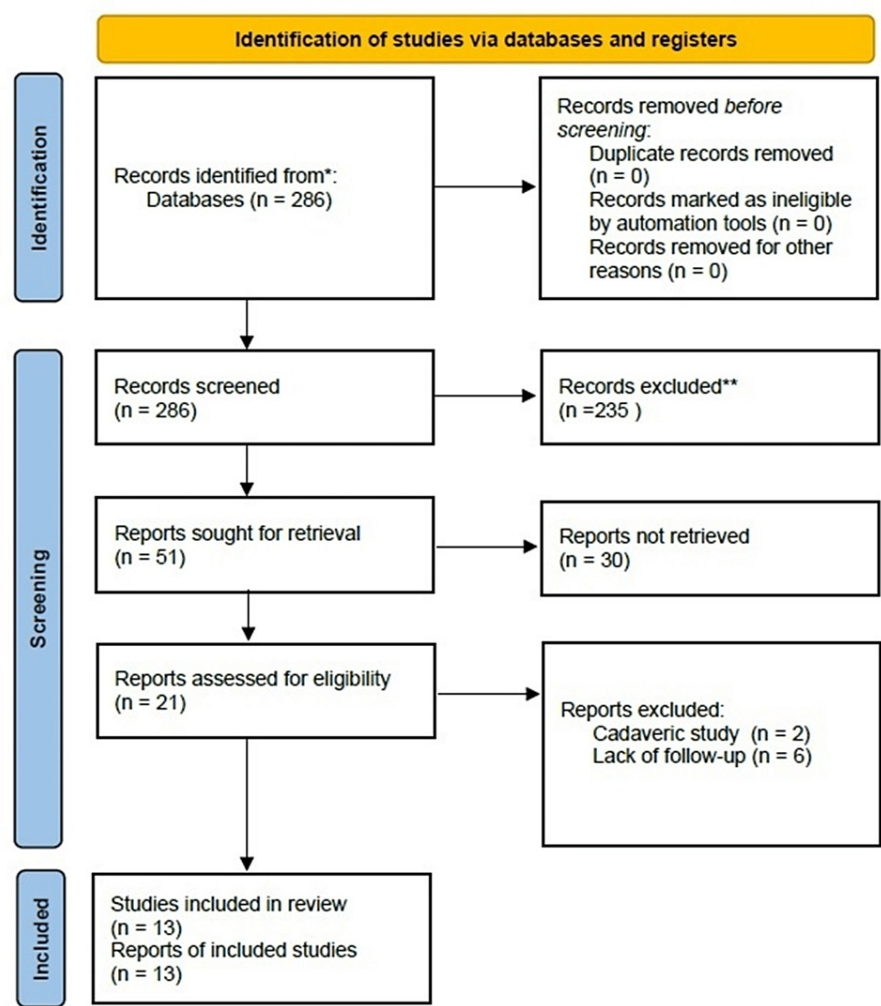 Identification of studies via databases and registers
Identification
Records identified from*:
Databases (n = 286)
Records removed before
screening:
Duplicate records removed
(n = 0)
Records marked as ineligible
by automation tools (n = 0)
Records removed for other
reasons (n = 0)
Screening
Records screened
(n = 286)
Records excluded**
(n =235 )
Reports sought for retrieval
(n = 51)
Reports not retrieved
(n = 30)
Reports assessed for eligibility
(n = 21)
Reports excluded:
Cadaveric study (n = 2)
Lack of follow-up (n = 6)
Included
Studies included in review
(n = 13)
Reports of included studies
(n = 13)